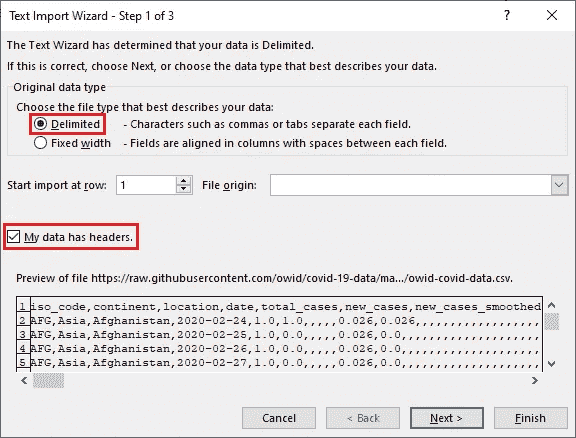 Text Import Wizard - Step 1 of 3
The Text Wizard has determined that your data is Delimited.
If this is correct, choose Next, or choose the data type that best describes your data.
Original data type
Choose the file type that best describes your data:
Delimited - Characters such as commas or tabs separate each field.
Fixed width - Fields are aligned in columns with spaces between each field.
Start import at row: 1 File origin:
My data has headers.
Preview of file https://raw.githubusercontent.com/owid/covid-19-data/ma.../owid-covid-data.csv.
1 iso_code,continent,location,date,total_cases,new_cases,new_cases_smoothed
2 AFG,Asia,Afghanistan,2020-02-24,1.0,1.0,,,,,0.026,0.026,,,,,,,,,,,,,,,,,,
3 AFG,Asia,Afghanistan,2020-02-25,1.0,0.0,,,,,0.026,0.0,,,,,,,,,,,,,,,,,,,,
4 AFG,Asia,Afghanistan,2020-02-26,1.0,0.0,,,,,0.026,0.0,,,,,,,,,,,,,,,,,,,,
5 AFG,Asia,Afghanistan,2020-02-27,1.0,0.0,,,,,0.026,0.0,,,,,,,,,,,,,,,,,,,,
Cancel < Back Next > Finish